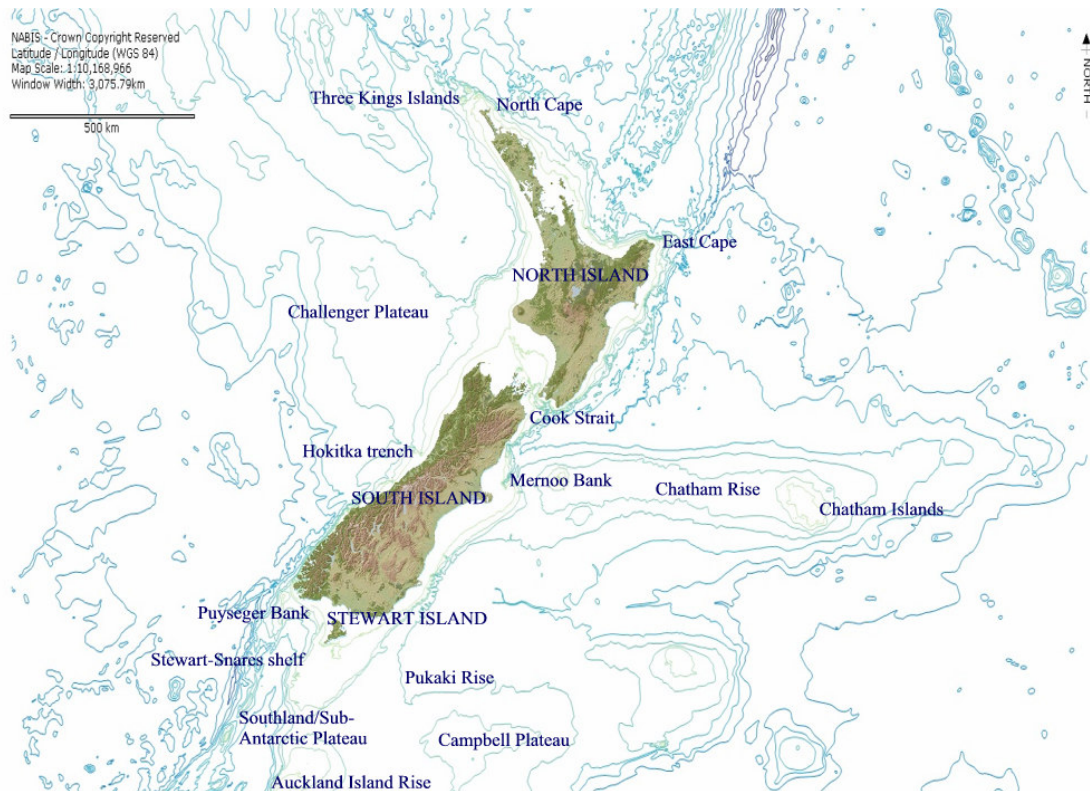 NABIS - Crown Copyright Reserved
Latitude / Longitude (WGS 84)
Map Scale: 1:10,168,966
Window Width: 3,075.79km
500 km
NORTH
Three Kings Islands
North Cape
East Cape
NORTH ISLAND
Challenger Plateau
Cook Strait
Hokitka trench
Mernoo Bank
Chatham Rise
SOUTH ISLAND
Chatham Islands
Puyseger Bank
STEWART ISLAND
Stewart-Snares shelf
Pukaki Rise
Southland/Sub-
Antarctic Plateau
Campbell Plateau
Auckland Island Rise